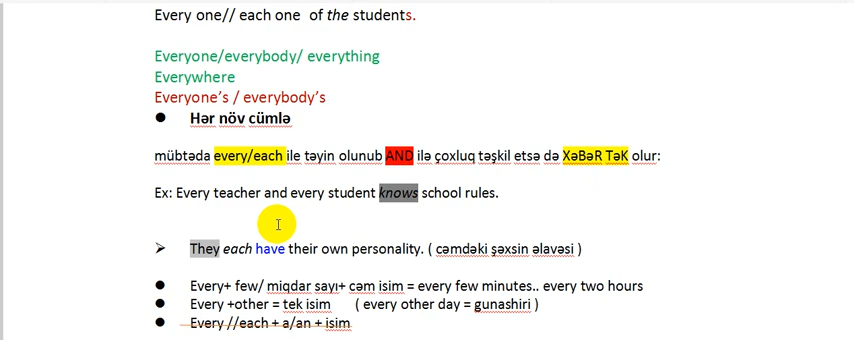 Every one// each one of the students.
Everyone/everybody/ everything
Everywhere
Everyone's / everybody's
● Hər növ cümlə
mübtəda every/each ile təyin olunub AND ilə çoxluq təşkil etsə də XəBəR TəK olur:
Ex: Every teacher and every student knows school rules.
➢ They each have their own personality. ( cəmdəki şəxsin əlavəsi )
● Every+ few/ miqdar sayı+ cəm isim = every few minutes.. every two hours
● Every +other = tek isim ( every other day = gunashiri )
● Every //each + a/an + isim